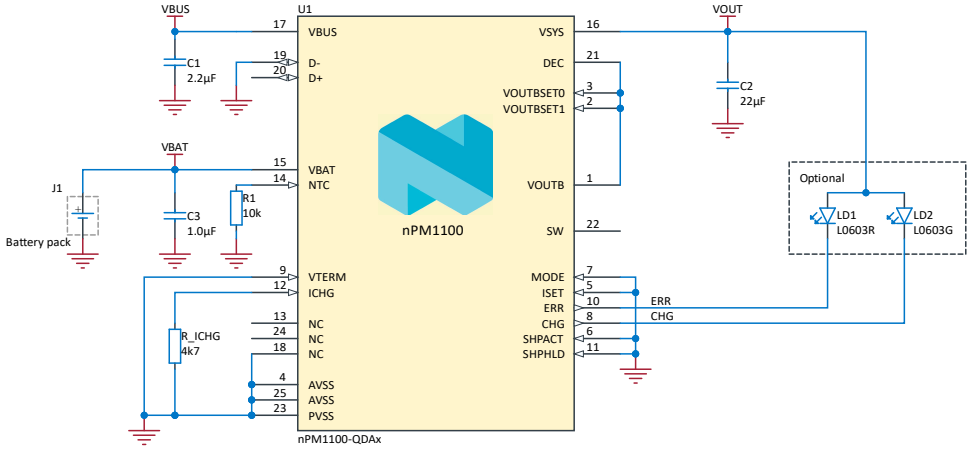 U1
VBUS
17
VBUS
VSYS
16
VOUT
C1
2.2µF
19
D-
20
D+
DEC
21
VOUTBSET0
3
VOUTBSET1
2
C2
22µF
VBAT
15
VBAT
14
NTC
VOUTB
1
J1
+
Battery pack
C3
1.0µF
R1
10k
nPM1100
SW
22
Optional
LD1
L0603R
LD2
L0603G
9
VTERM
12
ICHG
MODE
7
ISET
5
ERR
10
ERR
CHG
8
CHG
SHPACT
6
SHPHLD
11
13
NC
24
NC
18
NC
R_ICHG
4k7
4
AVSS
25
AVSS
23
PVSS
nPM1100-QDAx